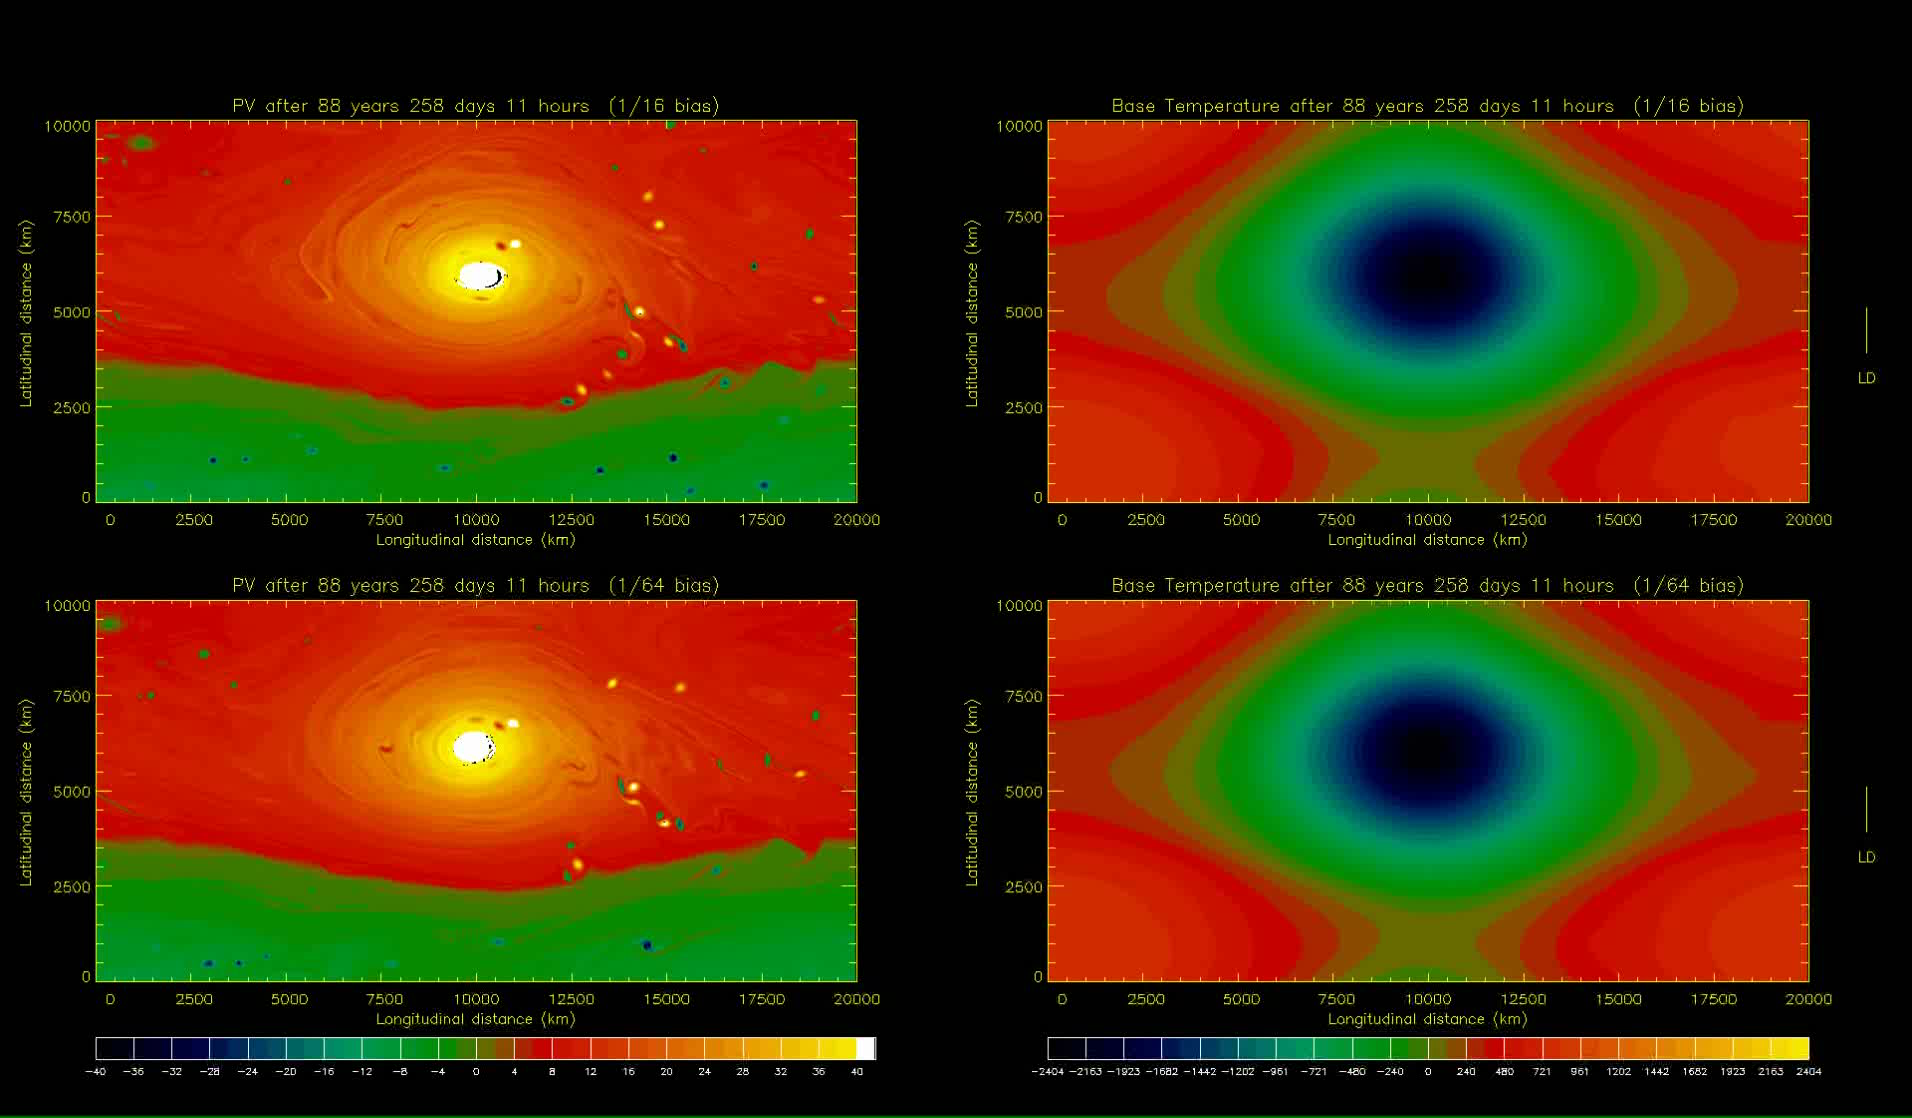 PV after 88 years 258 days 11 hours (1/16 bias)
10000
7500
5000
2500
0
Latitudinal distance (km)
0 2500 5000 7500 10000 12500 15000 17500 20000
Longitudinal distance (km)
Base Temperature after 88 years 258 days 11 hours (1/16 bias)
10000
7500
5000
2500
0
Latitudinal distance (km)
0 2500 5000 7500 10000 12500 15000 17500 20000
Longitudinal distance (km)
LD
PV after 88 years 258 days 11 hours (1/64 bias)
10000
7500
5000
2500
0
Latitudinal distance (km)
0 2500 5000 7500 10000 12500 15000 17500 20000
Longitudinal distance (km)
Base Temperature after 88 years 258 days 11 hours (1/64 bias)
10000
7500
5000
2500
0
Latitudinal distance (km)
0 2500 5000 7500 10000 12500 15000 17500 20000
Longitudinal distance (km)
LD
−40 −36 −32 −28 −24 −20 −16 −12 −8 −4 0 4 8 12 16 20 24 28 32 36 40
−2404 −2163 −1923 −1682 −1442 −1202 −961 −721 −480 −240 0 240 480 721 961 1202 1442 1682 1923 2163 2404